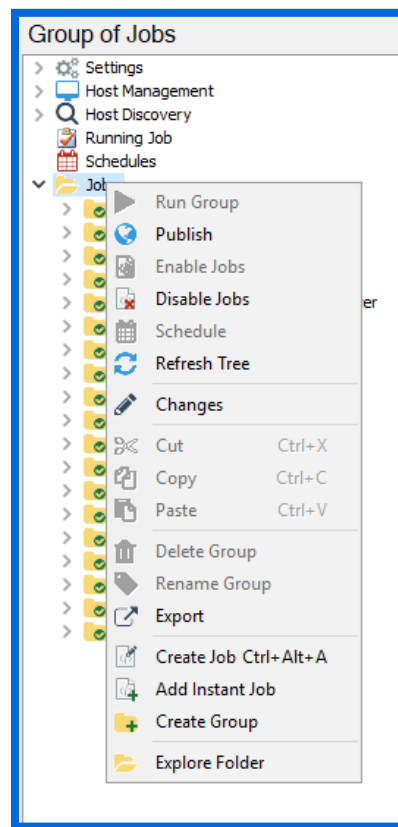 Group of Jobs
Settings
Host Management
Host Discovery
Running Job
Schedules
Run Group
Publish
Enable Jobs
Disable Jobs
er
Schedule
Refresh Tree
Changes
Cut Ctrl+X
Copy Ctrl+C
Paste Ctrl+V
Delete Group
Rename Group
Export
Create Job Ctrl+Alt+A
Add Instant Job
Create Group
Explore Folder